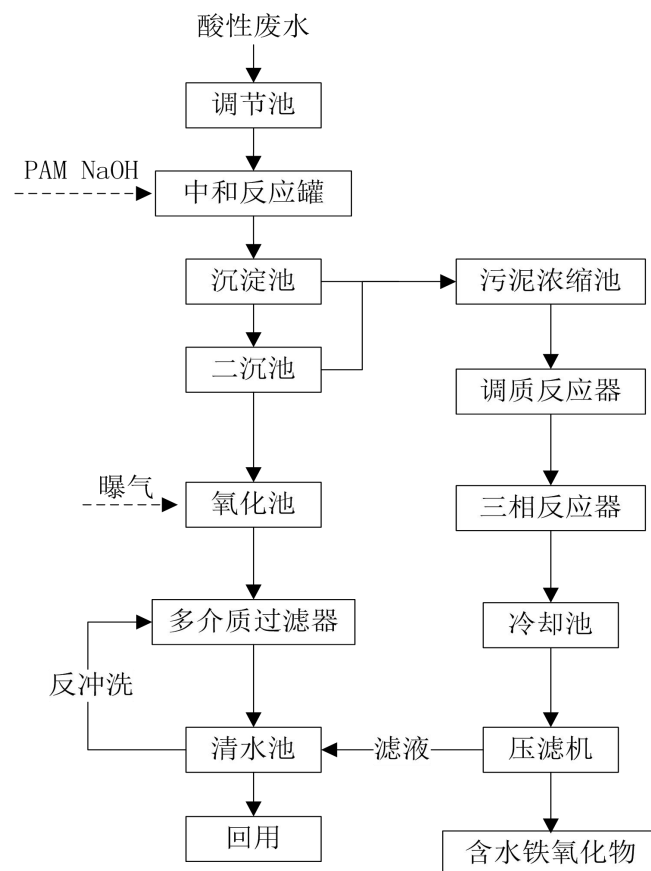 酸性废水
调节池
PAM NaOH
中和反应罐
沉淀池
污泥浓缩池
二沉池
调质反应器
曝气
氧化池
三相反应器
多介质过滤器
冷却池
反冲洗
清水池
滤液
压滤机
回用
含水铁氧化物